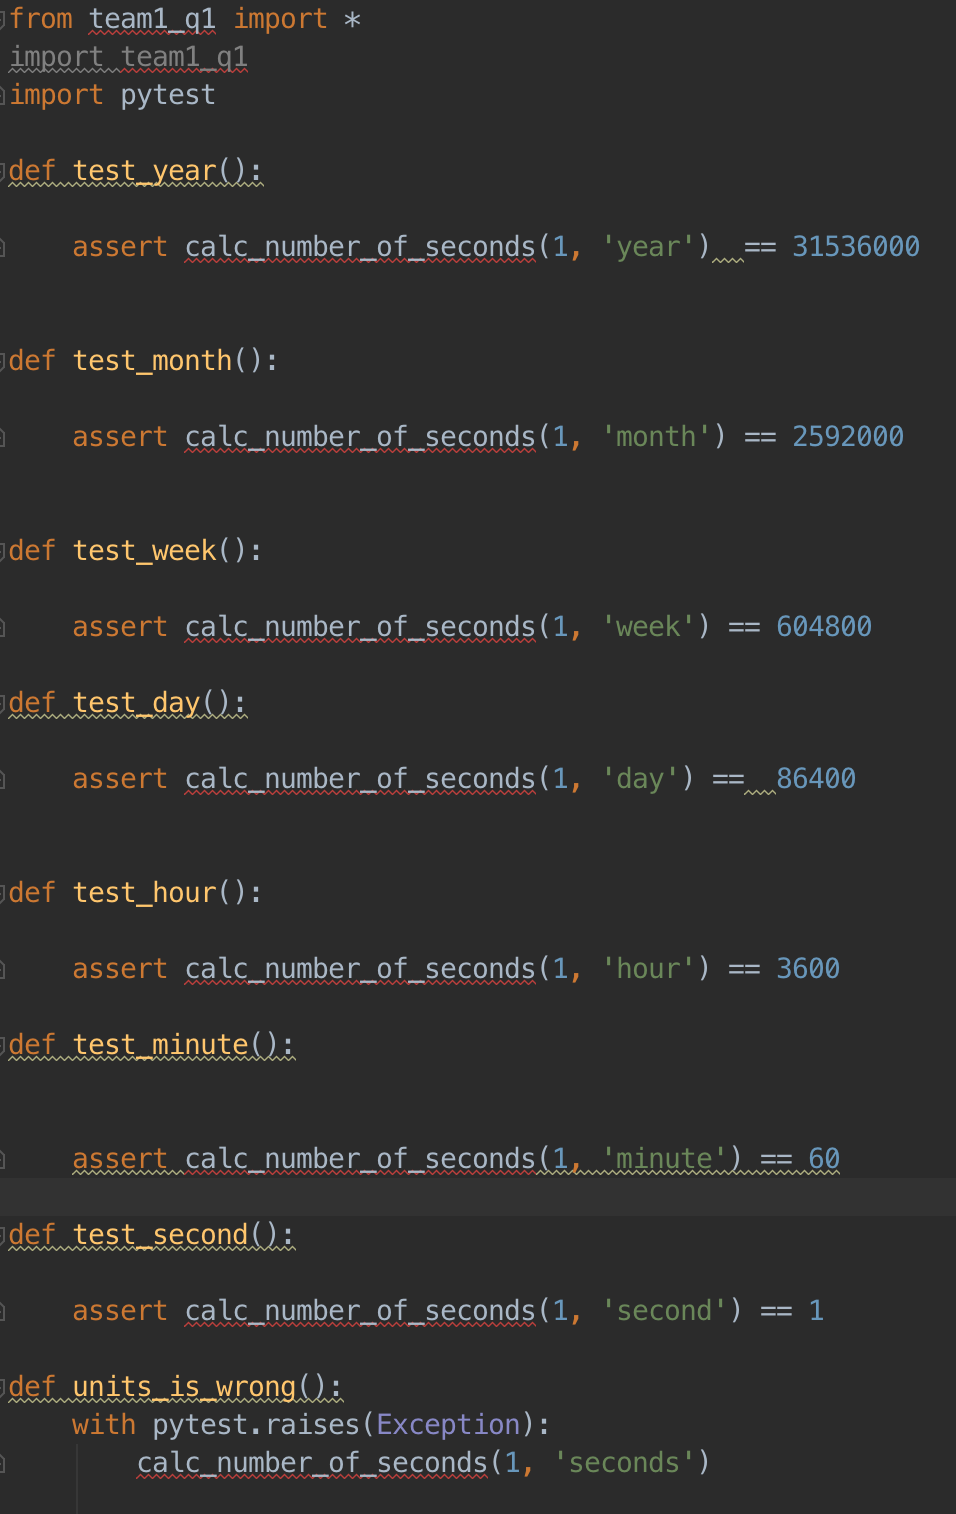 from team1_q1 import *
import team1_q1
import pytest
def test_year():
assert calc_number_of_seconds(1, 'year')  == 31536000
def test_month():
assert calc_number_of_seconds(1, 'month') == 2592000
def test_week():
assert calc_number_of_seconds(1, 'week') == 604800
def test_day():
assert calc_number_of_seconds(1, 'day') ==  86400
def test_hour():
assert calc_number_of_seconds(1, 'hour') == 3600
def test_minute():
assert calc_number_of_seconds(1, 'minute') == 60
def test_second():
assert calc_number_of_seconds(1, 'second') == 1
def units_is_wrong():
with pytest.raises(Exception):
calc_number_of_seconds(1, 'seconds')